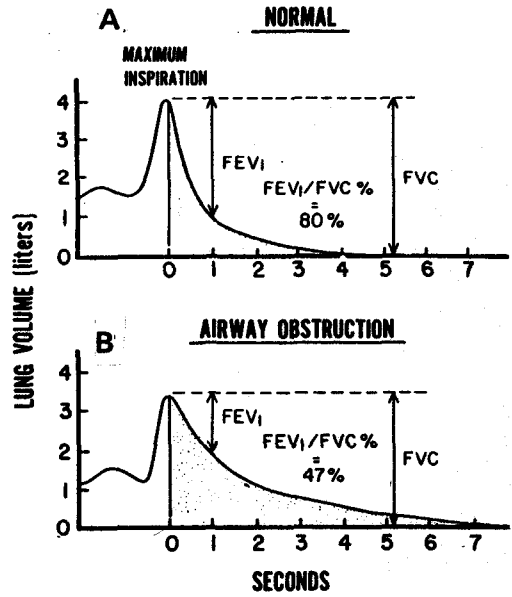 A
NORMAL
MAXIMUM
INSPIRATION
4
3
2
1
0
FEV1
FEV1/FVC %
=
80%
FVC
0 1 2 3 4 5 6 7
LUNG VOLUME (liters)
B
AIRWAY OBSTRUCTION
4
3
2
1
0
FEV1
FEV1/FVC %
=
47%
FVC
0 1 2 3 4 5 6 7
SECONDS